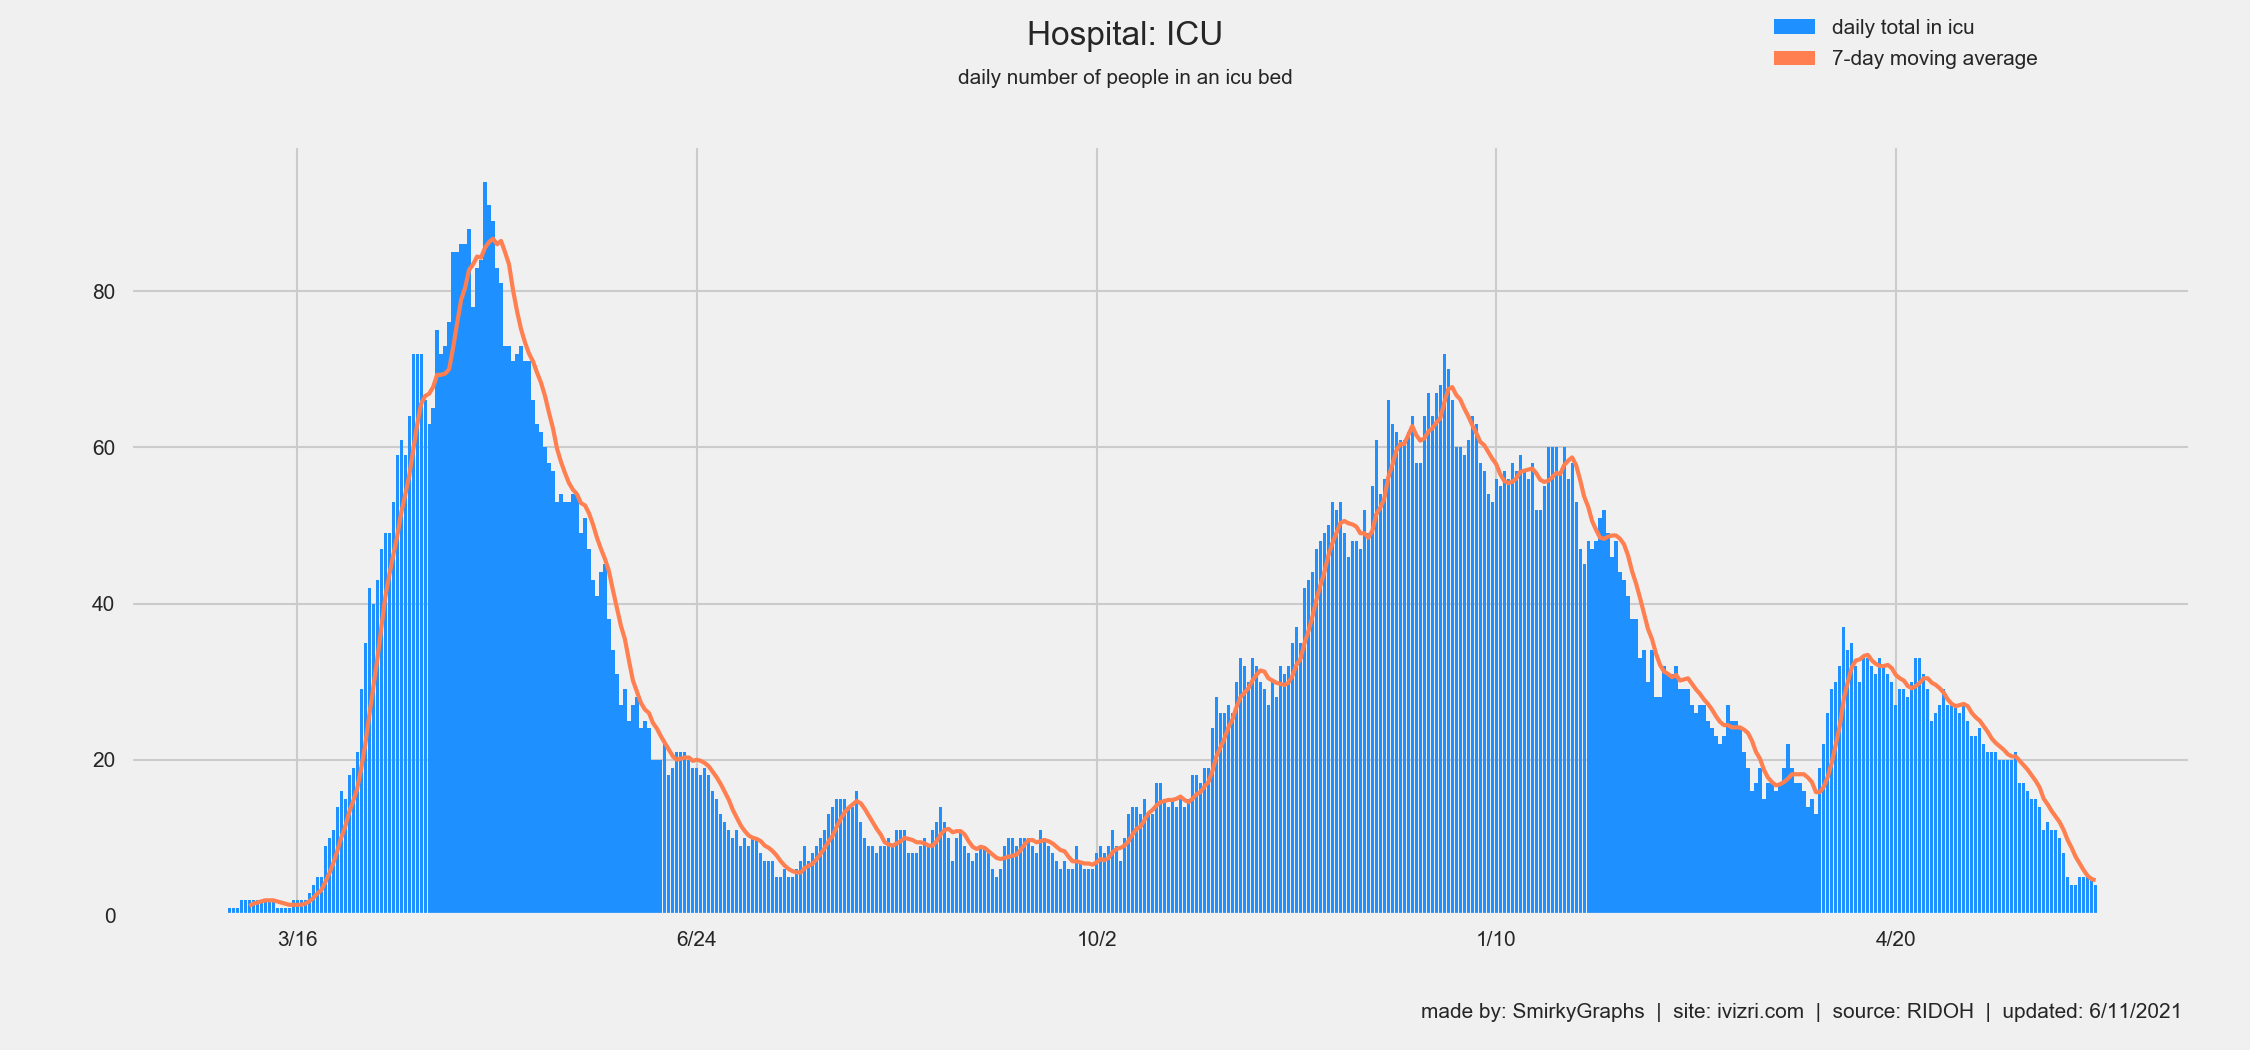 Hospital: ICU
daily number of people in an icu bed
daily total in icu
7-day moving average
80
60
40
20
0
3/16 6/24 10/2 1/10 4/20
made by: SmirkyGraphs | site: ivizri.com | source: RIDOH | updated: 6/11/2021